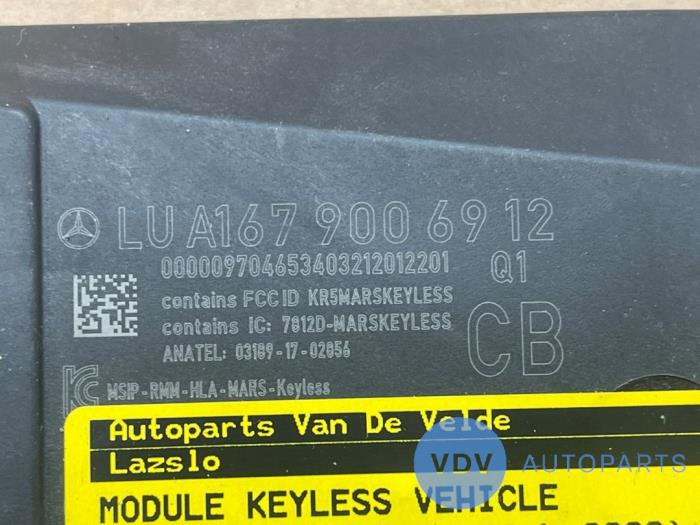 LU A167 900 69 12
000009704653403212012201 Q1
contains FCC ID KR5MARSKEYLESS
contains IC: 7812D-MARSKEYLESS
CB
ANATEL: 03189-17-02856
MSIP-RMM-HLA-MARS-Keyless
Autoparts Van De Velde
Lazslo
VDV AUTOPARTS
MODULE KEYLESS VEHICLE